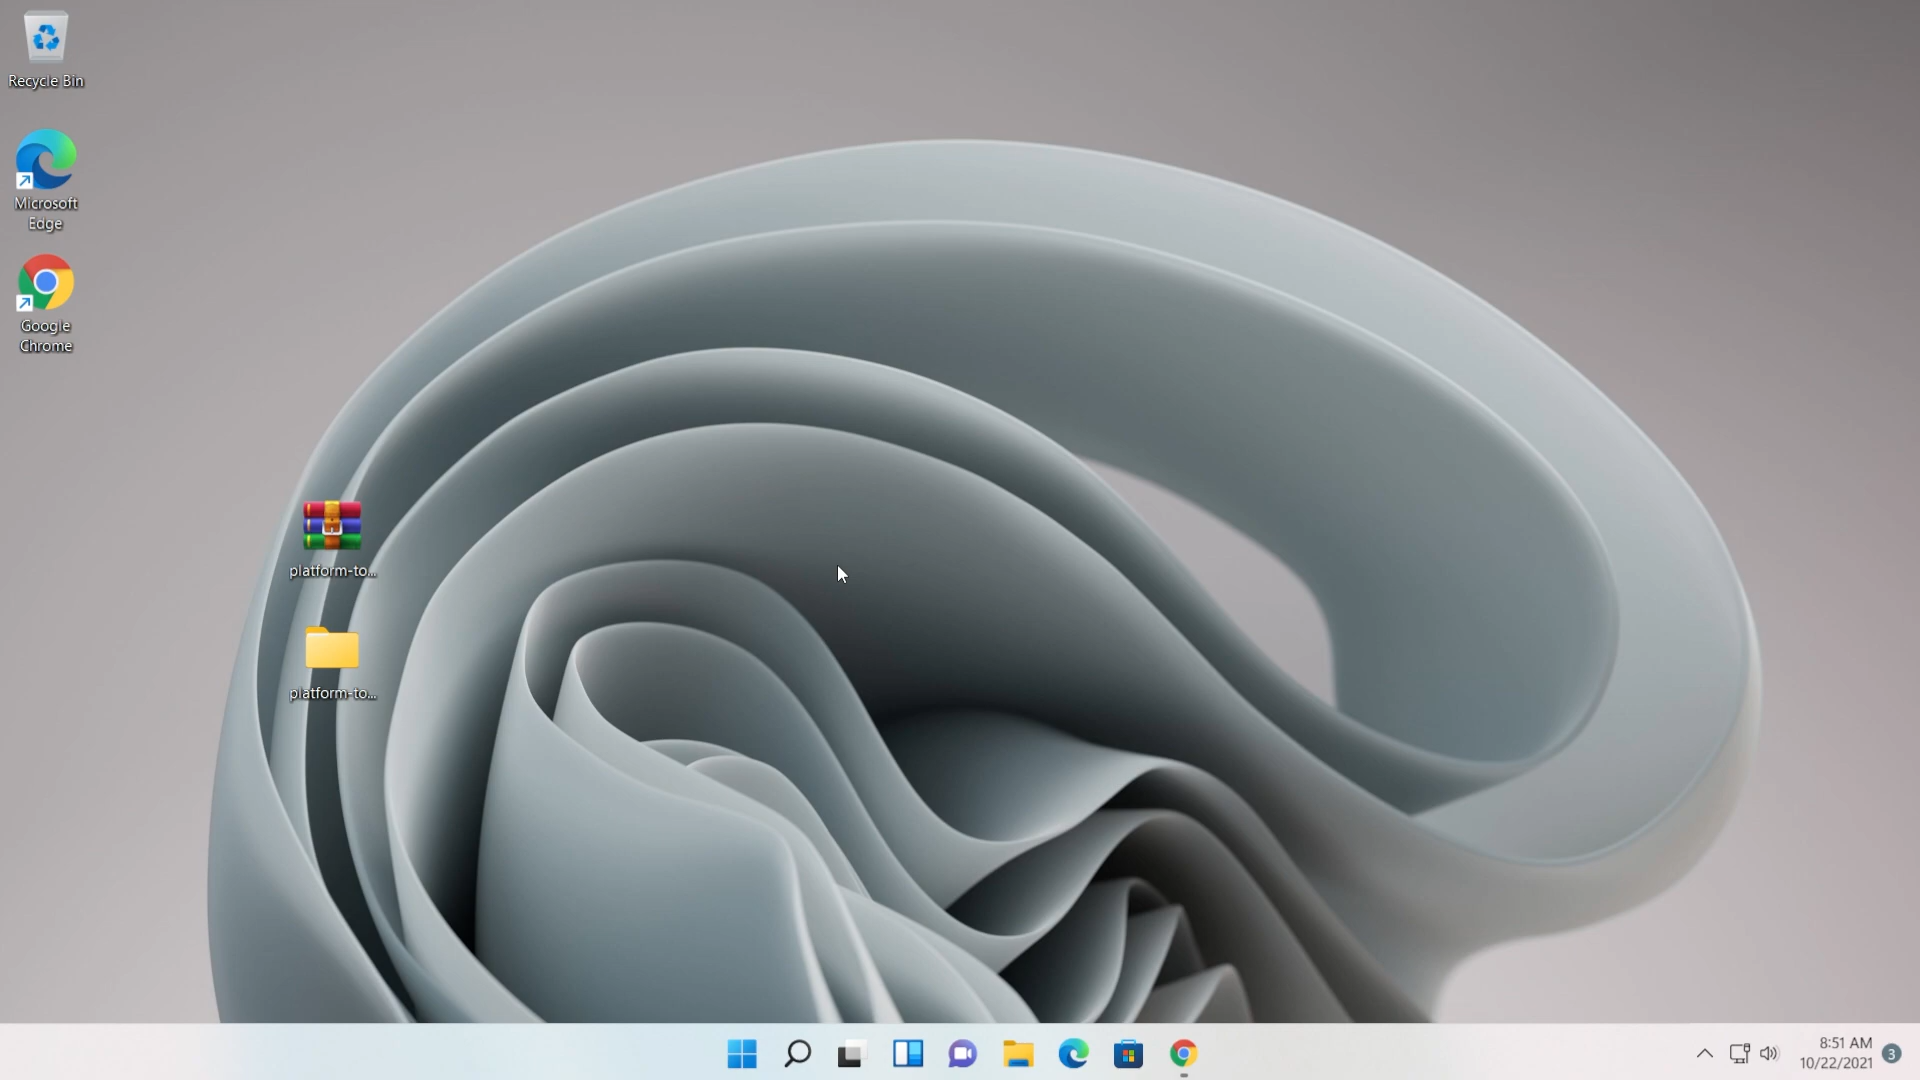 Recycle Bin
Microsoft
Edge
Google
Chrome
platform-to...
platform-to...
8:51 AM
10/22/2021
3